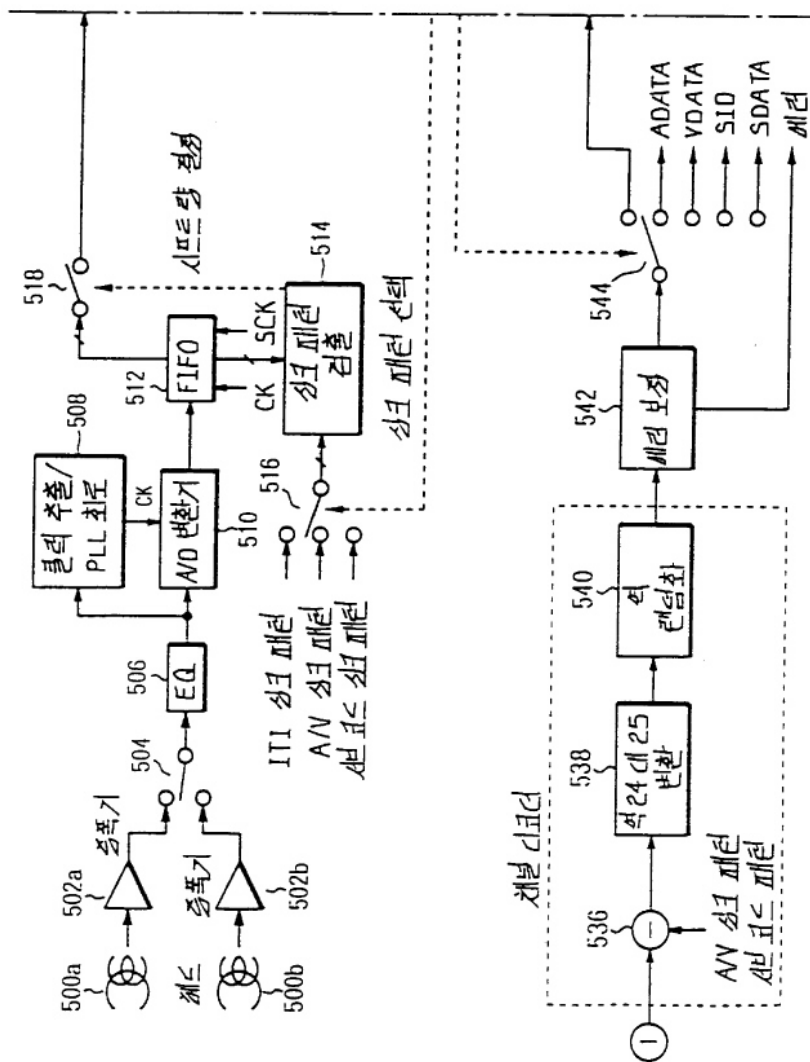 500a
500b
헤드
502a
증폭기
502b
증폭기
504
506
EQ
508
클럭 추출/
PLL 회로
CK
A/D 변환기
510
512
FIFO
CK
SCK
518
시프트량 결정
514
싱크 패턴
검출
516
싱크 패턴 선택
ITI 싱크 패턴
A/V 싱크 패턴
서브 코드 싱크 패턴
채널 디코더
1
536
A/V 싱크 패턴
서브 코드 패턴
538
역 24 대 25
변환
540
역
랜덤화
542
에러 보정
544
ADATA
VDATA
SID
SDATA
에러